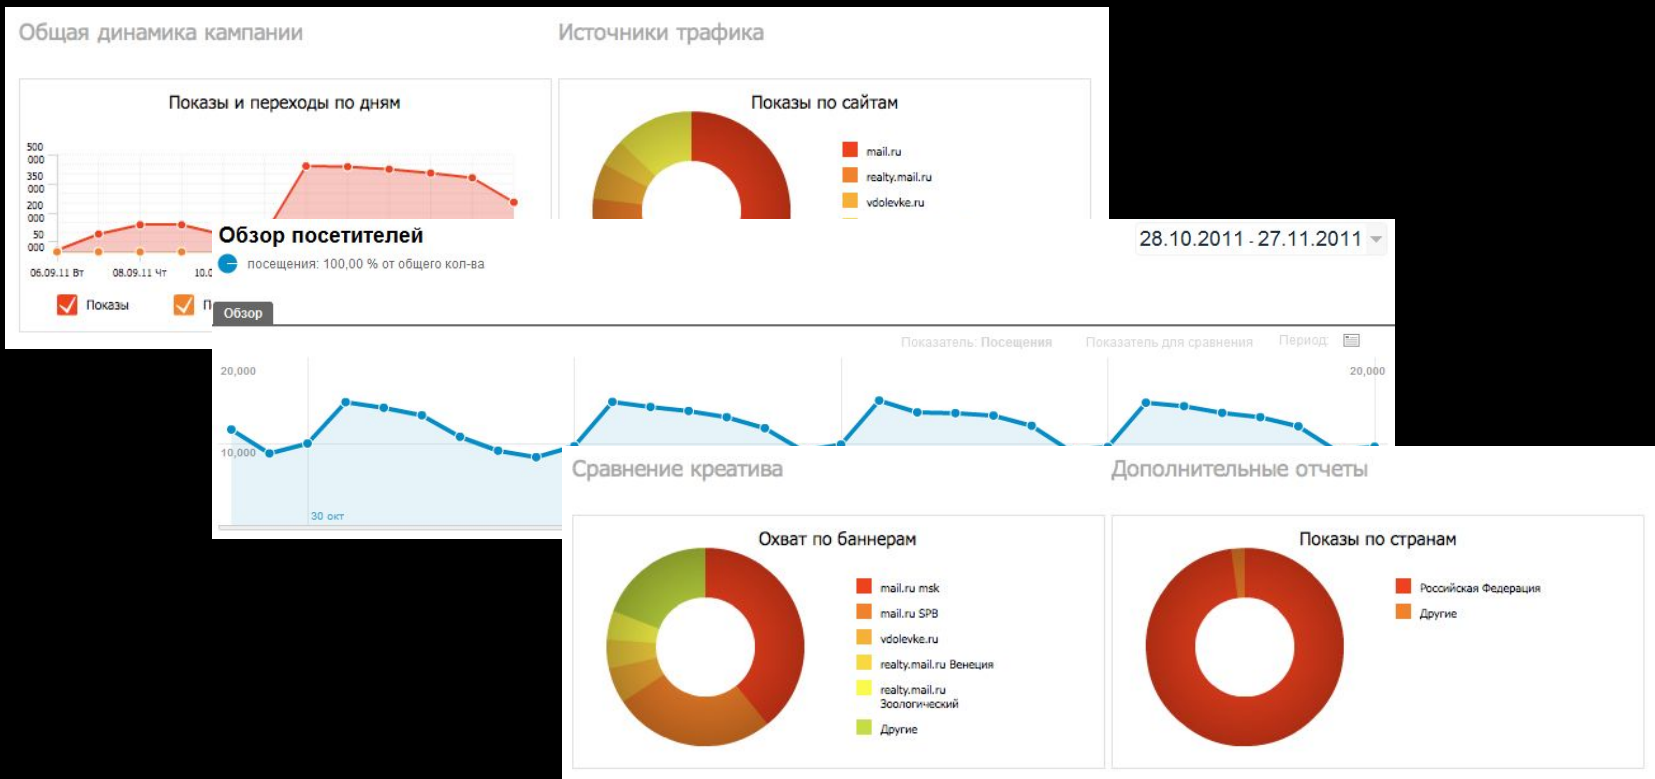 Общая динамика кампании
Источники трафика
Показы и переходы по дням
500
000
350
000
200
000
50
000
06.09.11 Вт
08.09.11 Чт
10.0
Показы
П
Показы по сайтам
mail.ru
realty.mail.ru
vdolevke.ru
Обзор посетителей
посещения: 100,00 % от общего кол-ва
28.10.2011 - 27.11.2011
Обзор
Показатель: Посещения
Показатель для сравнения
Период:
20,000
20,000
10,000
30 окт
Сравнение креатива
Дополнительные отчеты
Охват по баннерам
mail.ru msk
mail.ru SPB
vdolevke.ru
realty.mail.ru Венеция
realty.mail.ru
Зоологический
Другие
Показы по странам
Российская Федерация
Другие